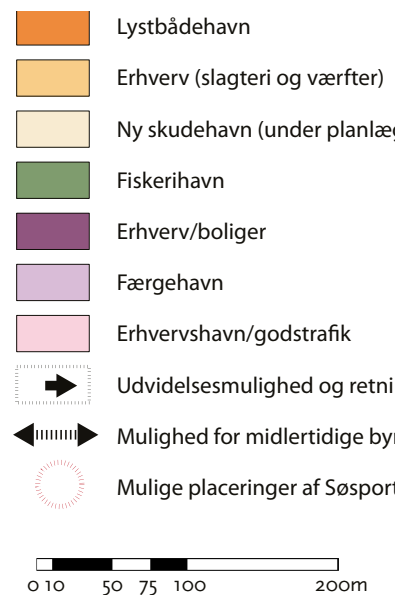 Lystbådehavn
Erhverv (slagteri og værfter)
Ny skudehavn (under planlæg
Fiskerihavn
Erhverv/boliger
Færgehavn
Erhvervshavn/godstrafik
Udvidelsesmulighed og retni
Mulighed for midlertidige byr
Mulige placeringer af Søsport
0 10 50 75 100 200m